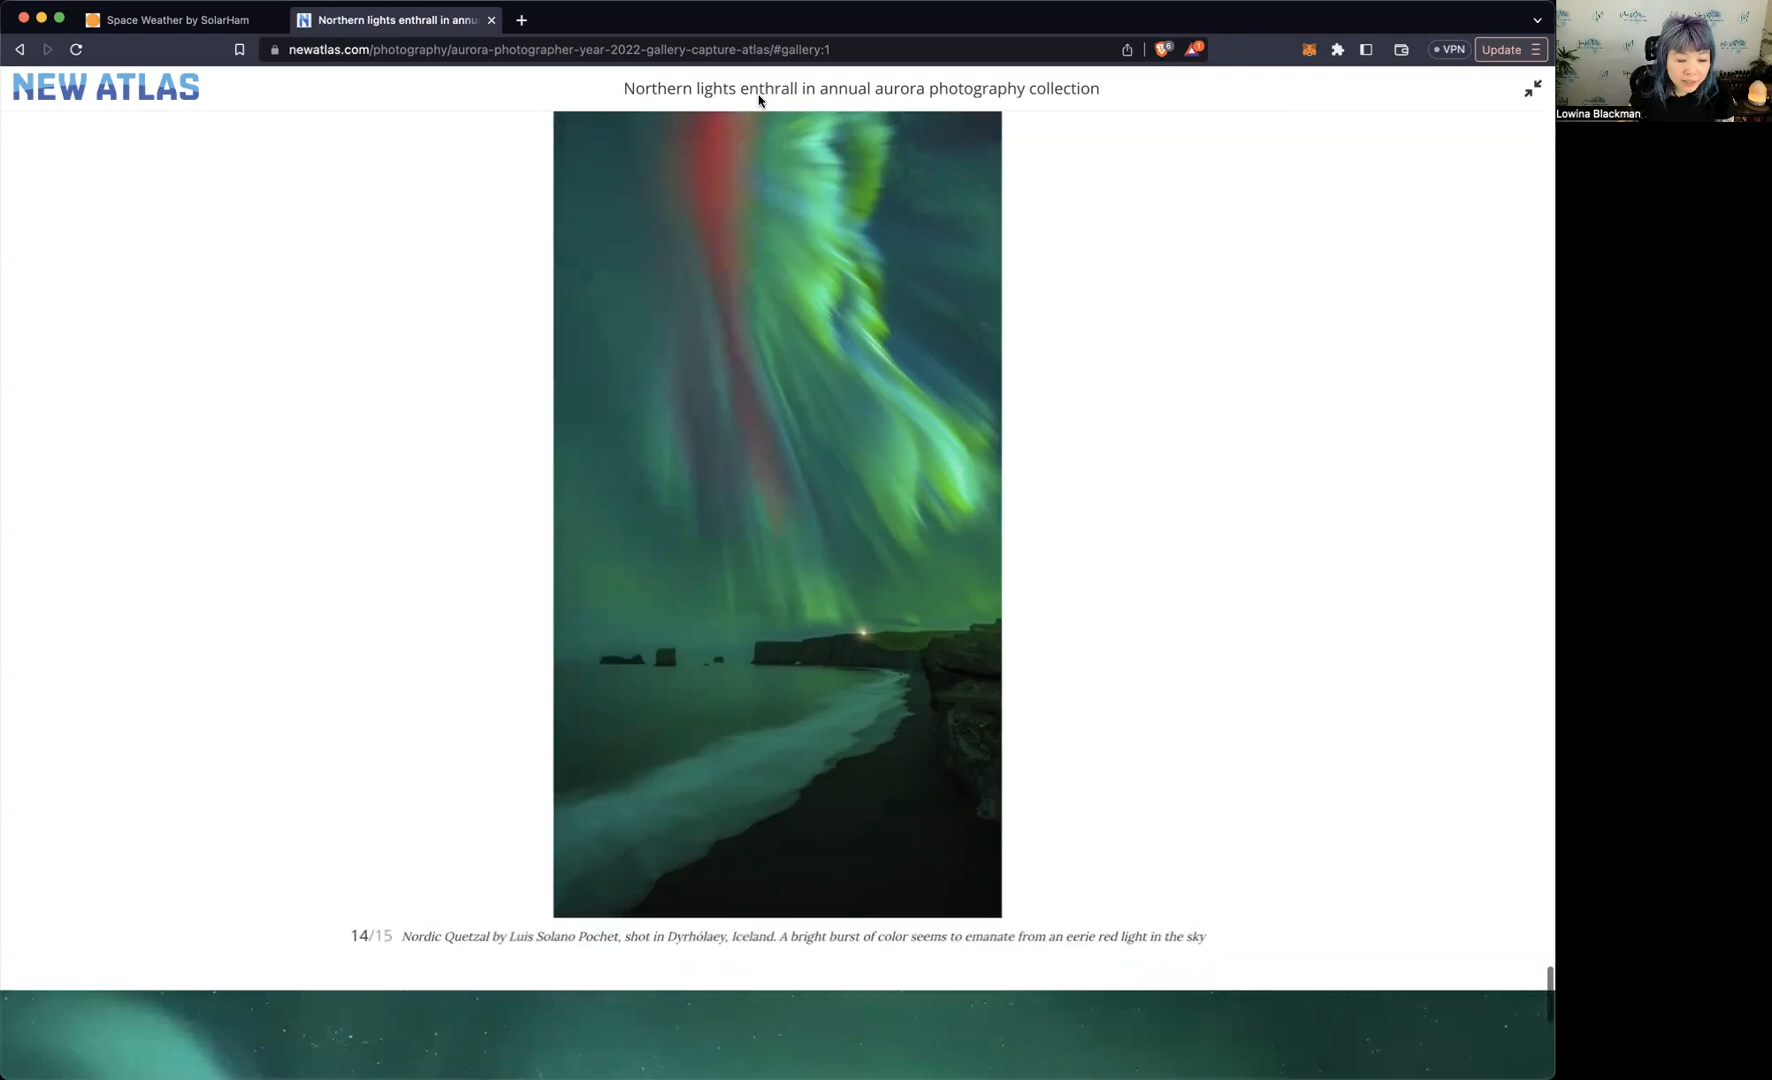 Space Weather by SolarHam
Northern lights enthrall in annu
newatlas.com/photography/aurora-photographer-year-2022-gallery-capture-atlas/#gallery:1
6
1
VPN
Update
NEW ATLAS
Northern lights enthrall in annual aurora photography collection
Lowina Blackman
14/15 Nordic Quetzal by Luis Solano Pochet, shot in Dyrhólaey, Iceland. A bright burst of color seems to emanate from an eerie red light in the sky